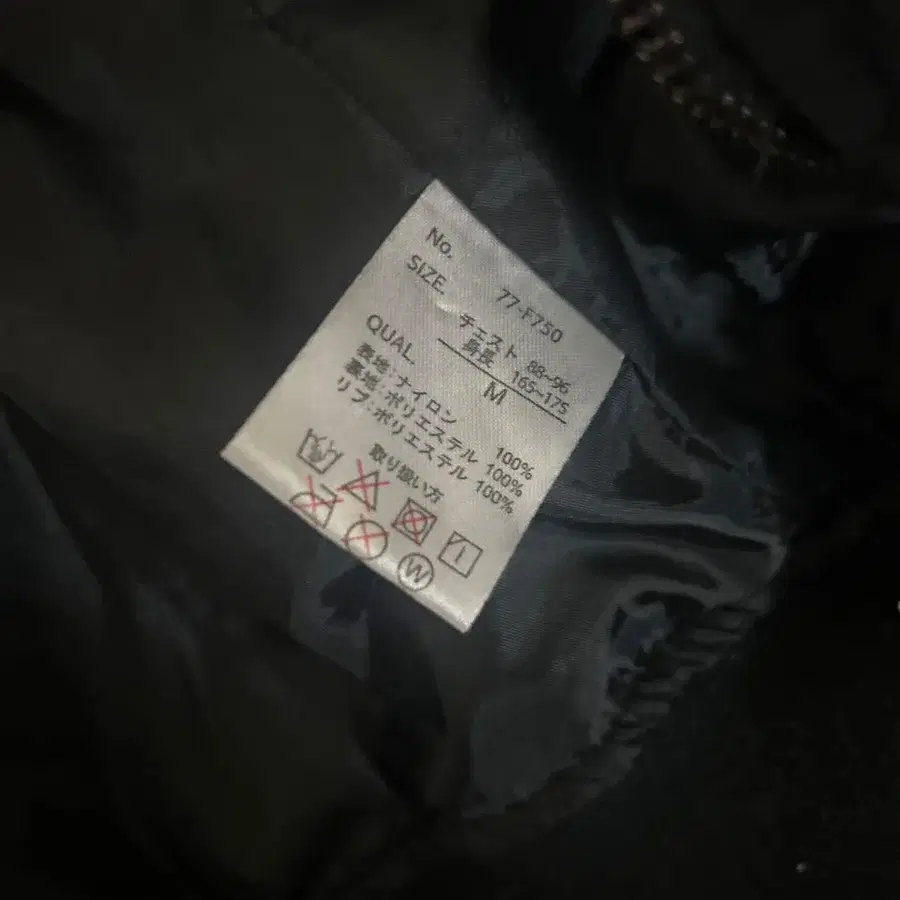 No. 77-F750
SIZE.
チェスト 88~96
身長 165~175
M
QUAL.
表地:ナイロン 100%
裏地:ポリエステル 100%
リブ:ポリエステル 100%
取り扱い方
W